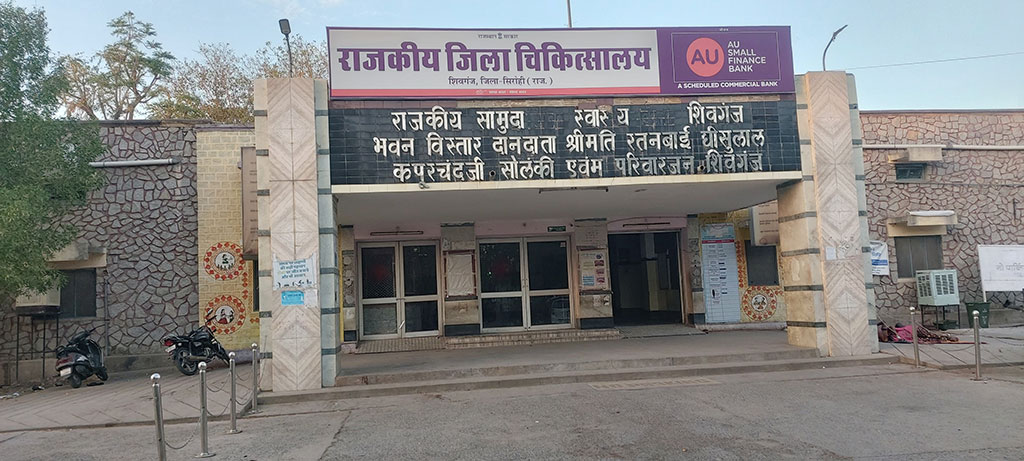 राजस्थान सरकार
राजकीय जिला चिकित्सालय
शिवगंज, जिला-सिरोही ( राज. )
AU
AU
SMALL
FINANCE
BANK
A SCHEDULED COMMERCIAL BANK
राजकीय सामुदा स्वास्थ्य शिवगंज
भवन विस्तार दानदाता श्रीमति रतनबाई घीसुलाल
कपुरचंदजी सोलंकी एवम परिवारजन-शिवगंज